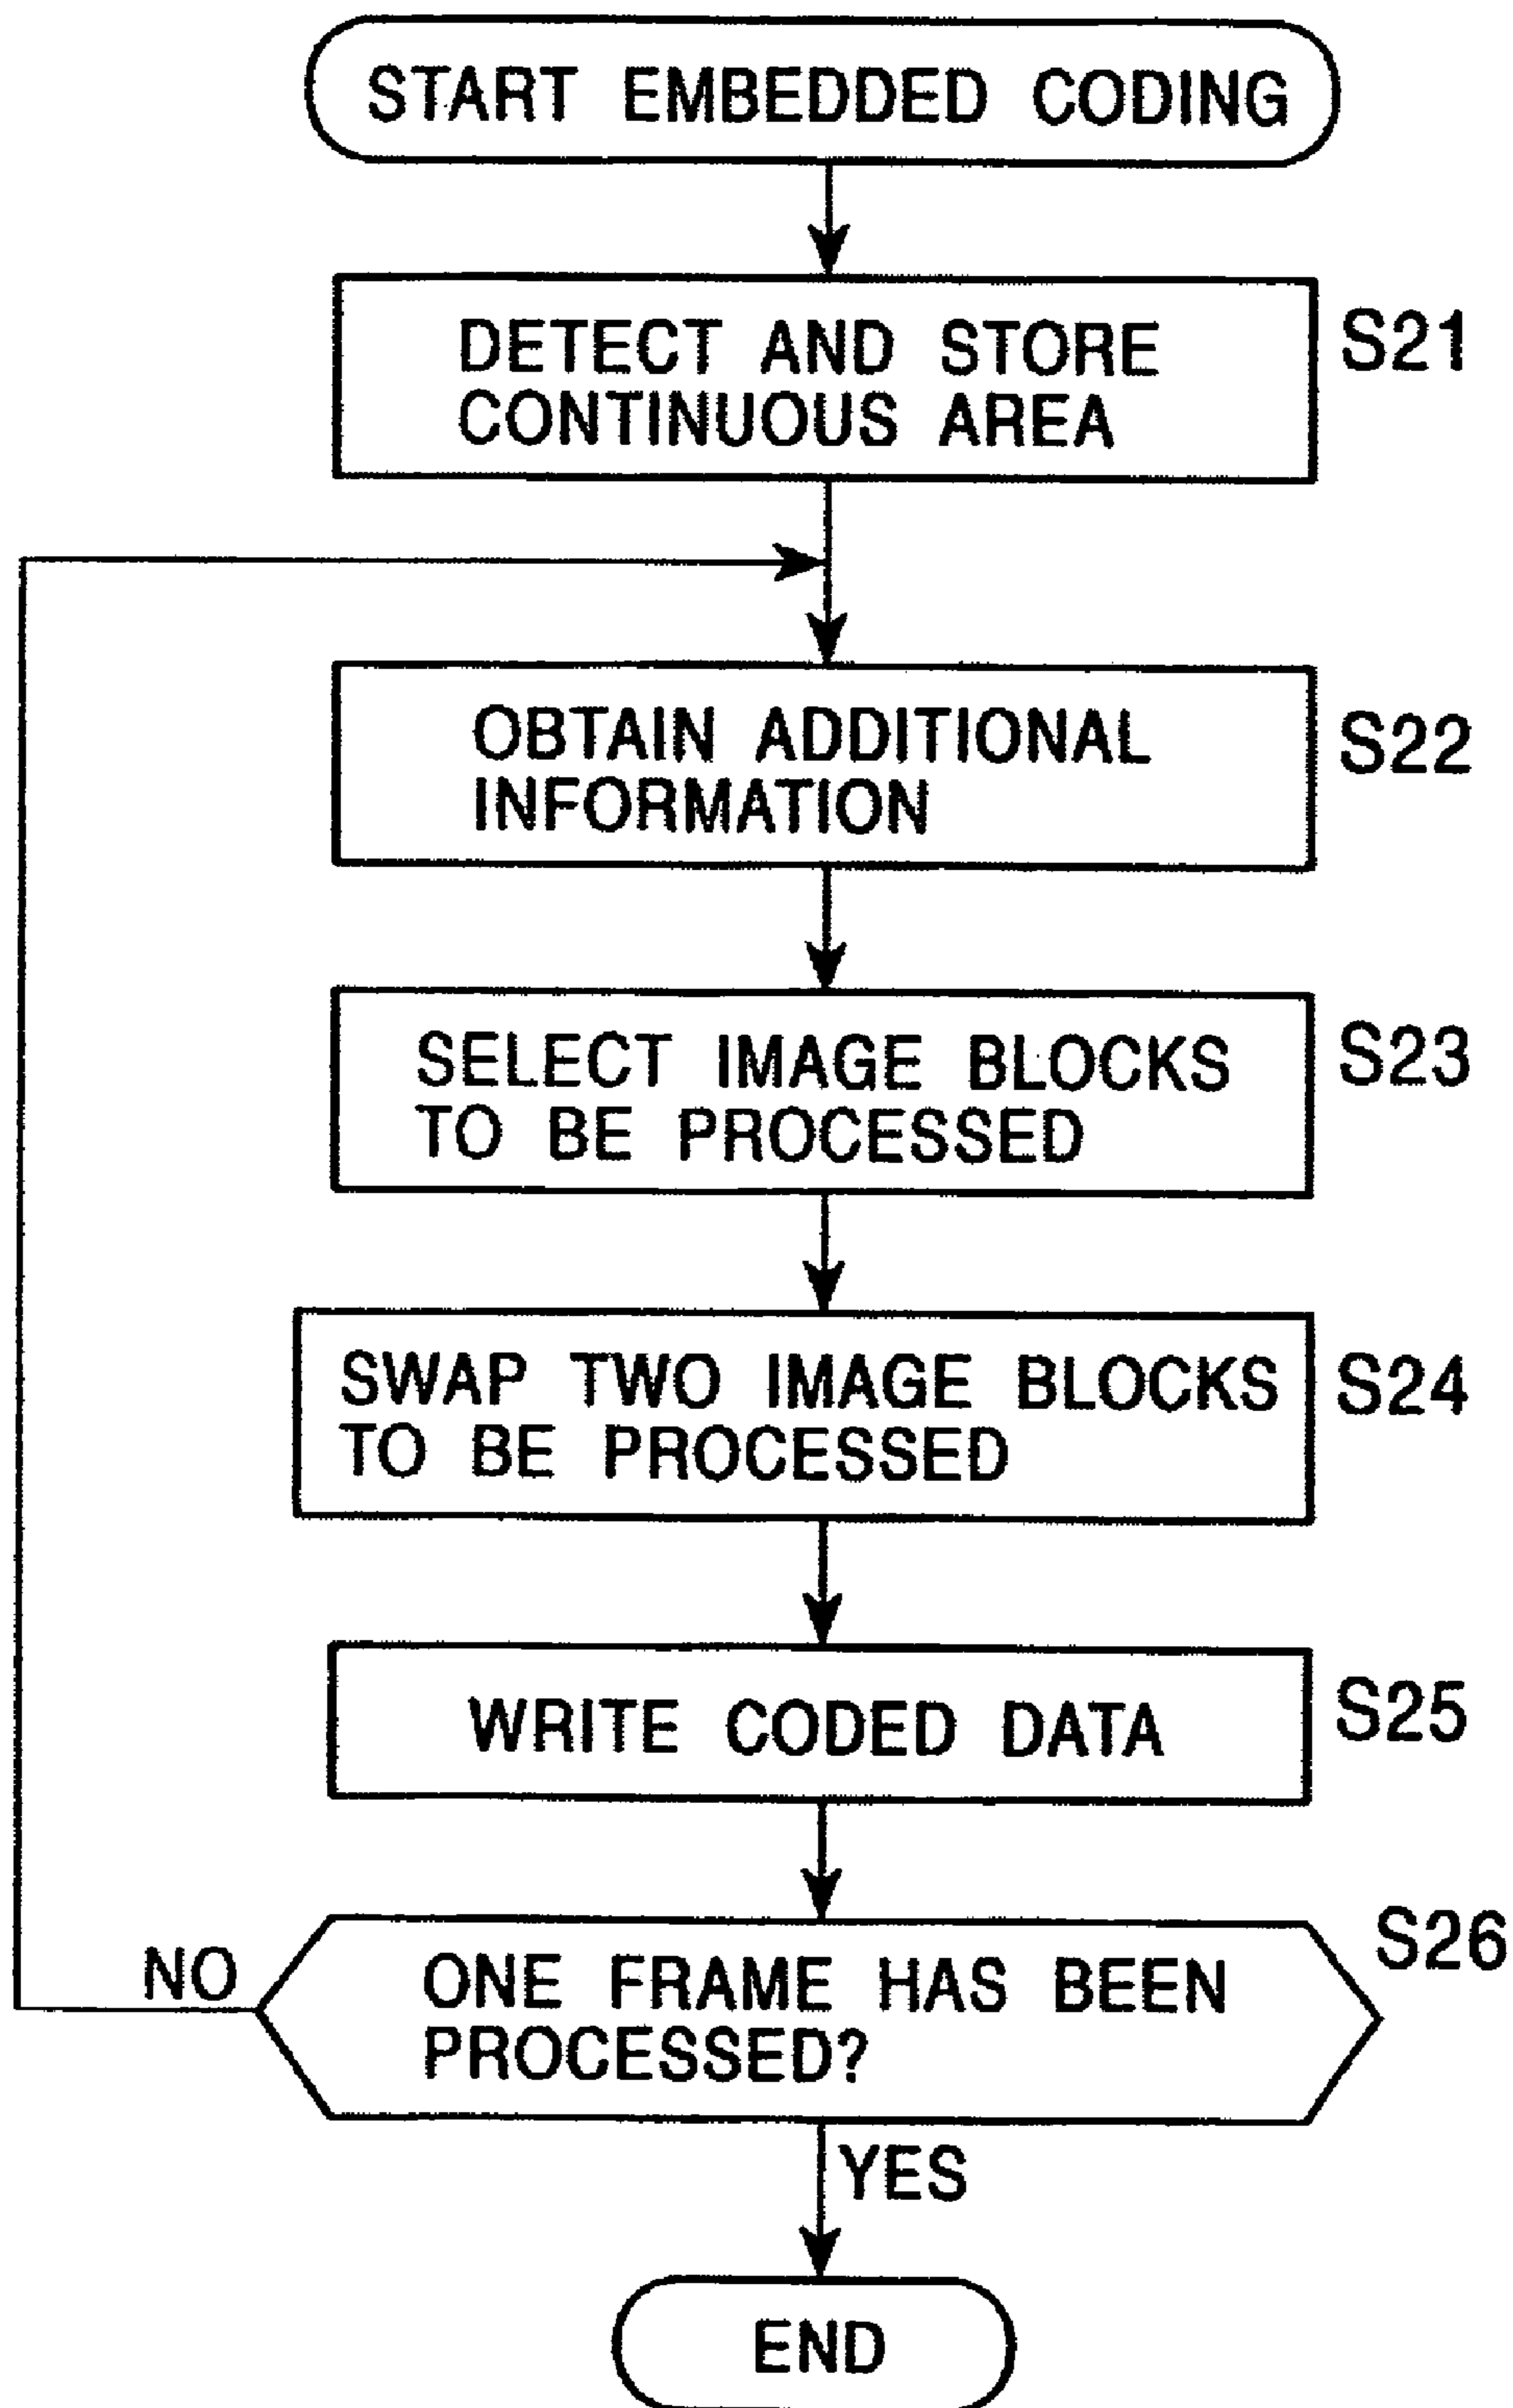 START EMBEDDED CODING
DETECT AND STORE
CONTINUOUS AREA
S21
OBTAIN ADDITIONAL
INFORMATION
S22
SELECT IMAGE BLOCKS
TO BE PROCESSED
S23
SWAP TWO IMAGE BLOCKS
TO BE PROCESSED
S24
WRITE CODED DATA
S25
ONE FRAME HAS BEEN
PROCESSED?
S26
NO
YES
END